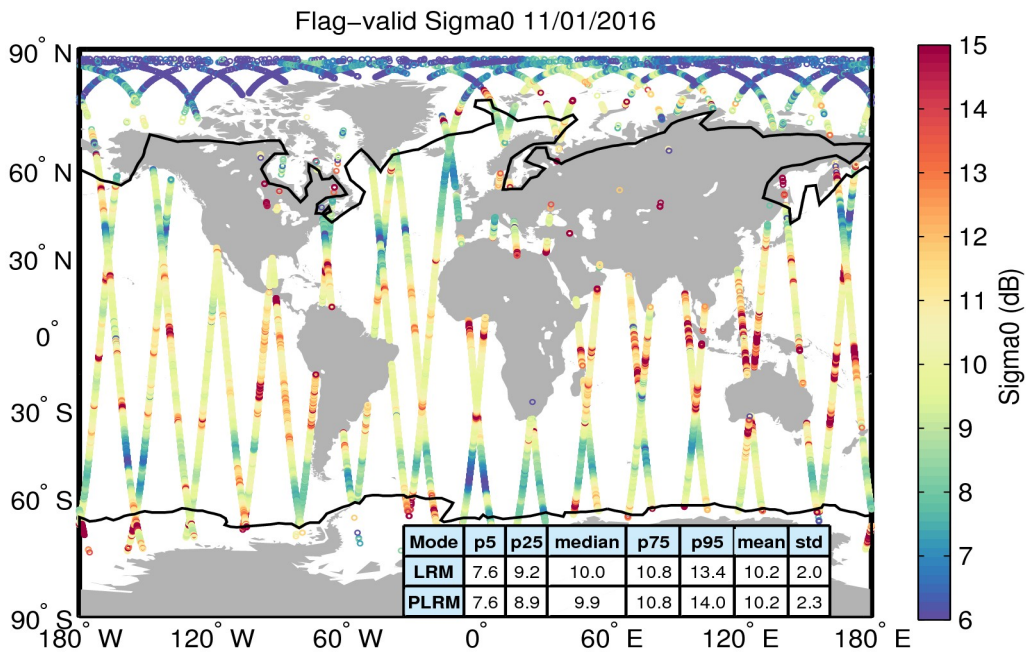 Flag−valid Sigma0 11/01/2016
90° N
60° N
30° N
0°
30° S
60° S
90° S
180° W
120° W
60° W
0°
60° E
120° E
180° E
Mode p5 p25 median p75 p95 mean std
LRM 7.6 9.2 10.0 10.8 13.4 10.2 2.0
PLRM 7.6 8.9 9.9 10.8 14.0 10.2 2.3
15
14
13
12
11
10
9
8
7
6
Sigma0 (dB)